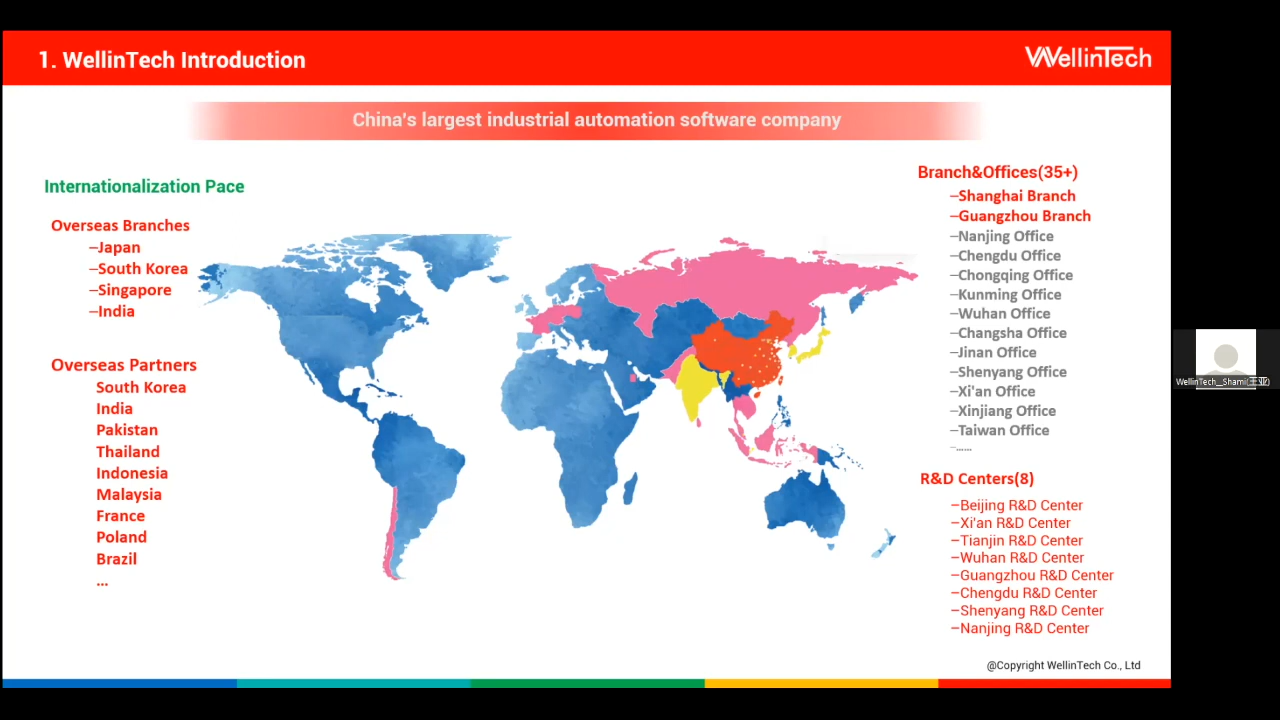 1. WellinTech Introduction
WellinTech
China's largest industrial automation software company
Internationalization Pace
Overseas Branches
–Japan
–South Korea
–Singapore
–India
Overseas Partners
South Korea
India
Pakistan
Thailand
Indonesia
Malaysia
France
Poland
Brazil
...
Branch&Offices(35+)
–Shanghai Branch
–Guangzhou Branch
–Nanjing Office
–Chengdu Office
–Chongqing Office
–Kunming Office
–Wuhan Office
–Changsha Office
–Jinan Office
–Shenyang Office
–Xi'an Office
–Xinjiang Office
–Taiwan Office
–......
R&D Centers(8)
–Beijing R&D Center
–Xi'an R&D Center
–Tianjin R&D Center
–Wuhan R&D Center
–Guangzhou R&D Center
–Chengdu R&D Center
–Shenyang R&D Center
–Nanjing R&D Center
@Copyright WellinTech Co., Ltd
WellinTech_Shami(王亚)